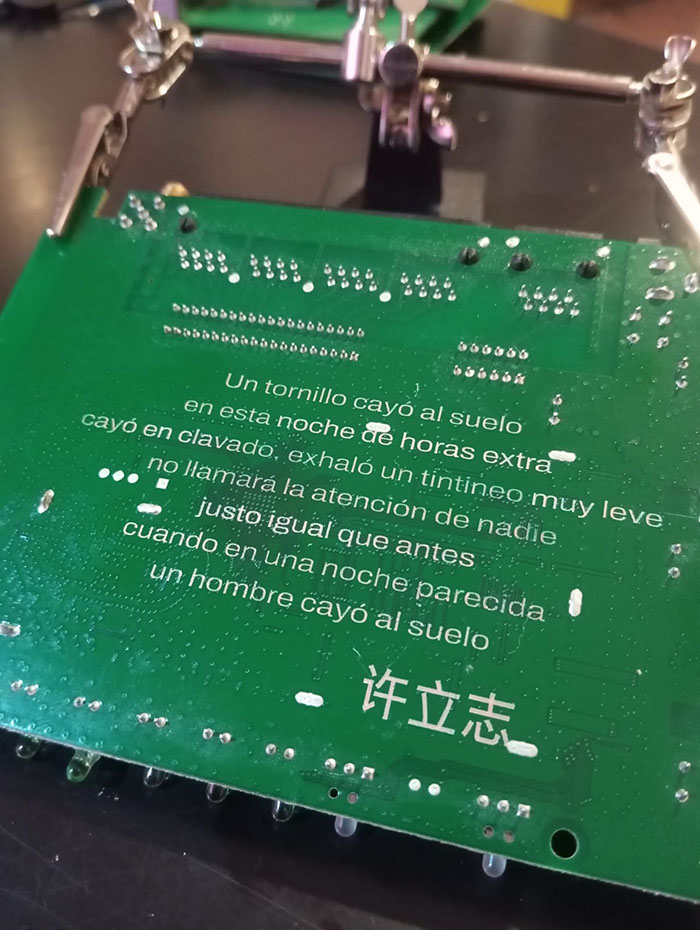 Un tornillo cayó al suelo
en esta noche de horas extra
cayó en clavado, exhaló un tintineo muy leve
no llamará la atención de nadie
justo igual que antes
cuando en una noche parecida
un hombre cayó al suelo
许立志